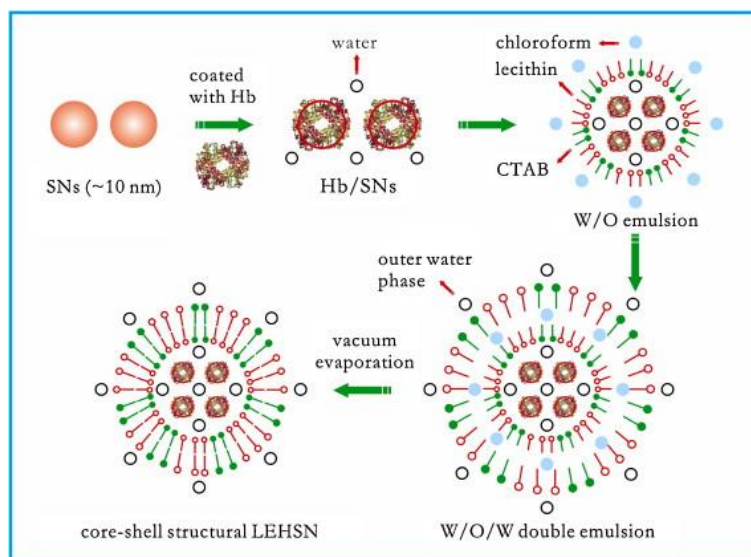 water
coated
with Hb
SNs (~10 nm)
Hb/SNs
chloroform
lecithin
CTAB
W/O emulsion
outer water
phase
vacuum
evaporation
core-shell structural LEHSN
W/O/W double emulsion